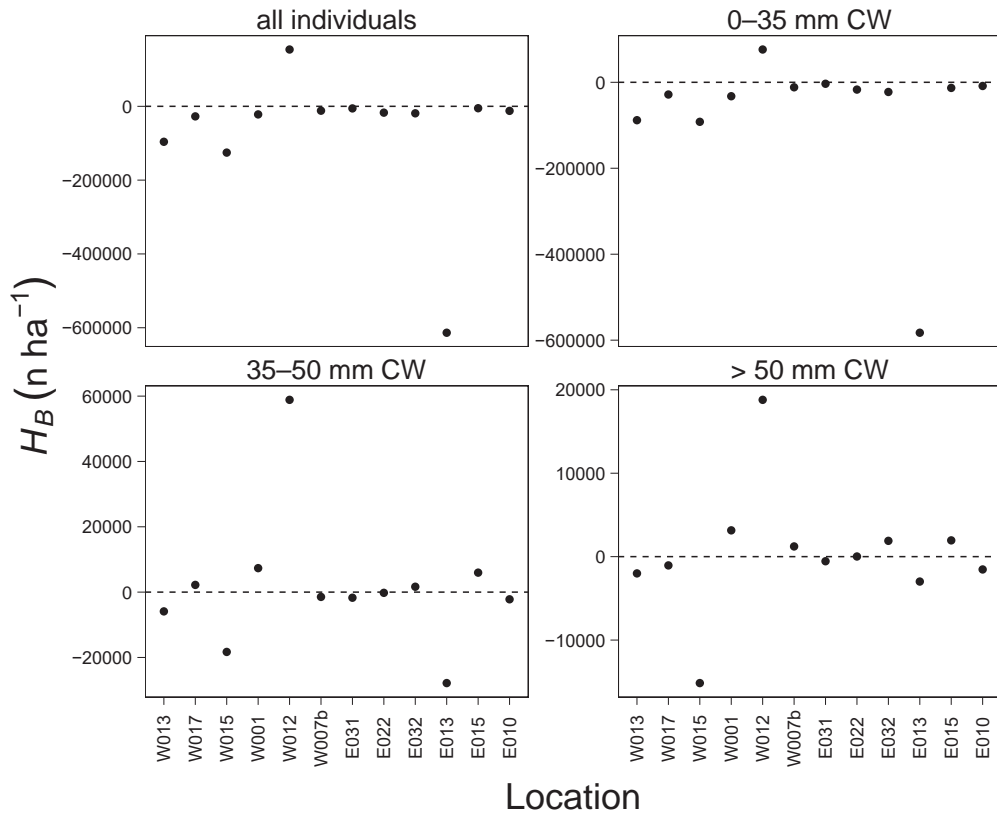 all individuals
0–35 mm CW
0
−200000
−400000
−600000
0
−200000
−400000
−600000
35–50 mm CW
> 50 mm CW
60000
40000
20000
0
−20000
20000
10000
0
−10000
H_B (n ha⁻¹)
W013
W017
W015
W001
W012
W007b
E031
E022
E032
E013
E015
E010
W013
W017
W015
W001
W012
W007b
E031
E022
E032
E013
E015
E010
Location